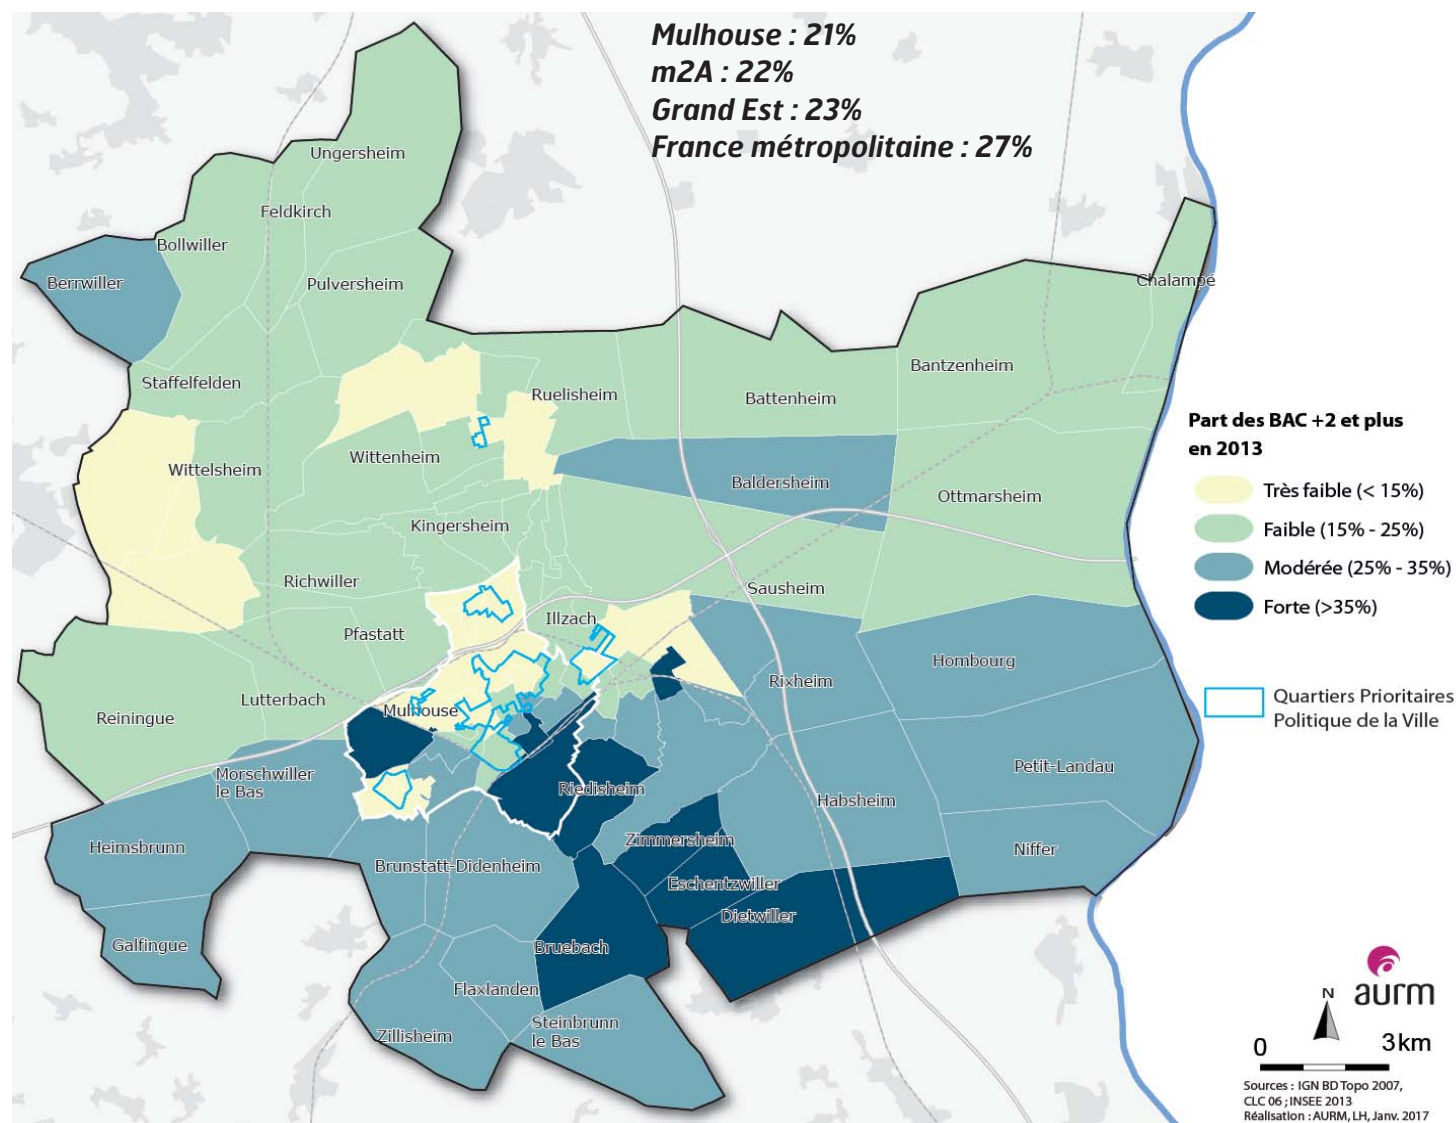 Mulhouse : 21%
m2A : 22%
Grand Est : 23%
France métropolitaine : 27%
Ungersheim
Feldkirch
Bollwiller
Berrwiller
Pulversheim
Chalampé
Staffelfelden
Ruelisheim
Battenheim
Bantzenheim
Wittelsheim
Wittenheim
Baldersheim
Ottmarsheim
Kingersheim
Richwiller
Sausheim
Illzach
Pfastatt
Hombourg
Rixheim
Lutterbach
Reiningue
Mulhouse
Morschwiller
le Bas
Petit-Landau
Riedisheim
Habsheim
Heimsbrunn
Zimmersheim
Niffer
Brunstatt-Didenheim
Eschentzwiller
Dietwiller
Galfingue
Bruebach
Flaxlanden
Zillisheim
Steinbrunn
le Bas
Part des BAC +2 et plus
en 2013
Très faible (< 15%)
Faible (15% - 25%)
Modérée (25% - 35%)
Forte (>35%)
Quartiers Prioritaires
Politique de la Ville
aurm
N
0 3km
Sources : IGN BD Topo 2007,
CLC 06 ; INSEE 2013
Réalisation : AURM, LH, Janv. 2017